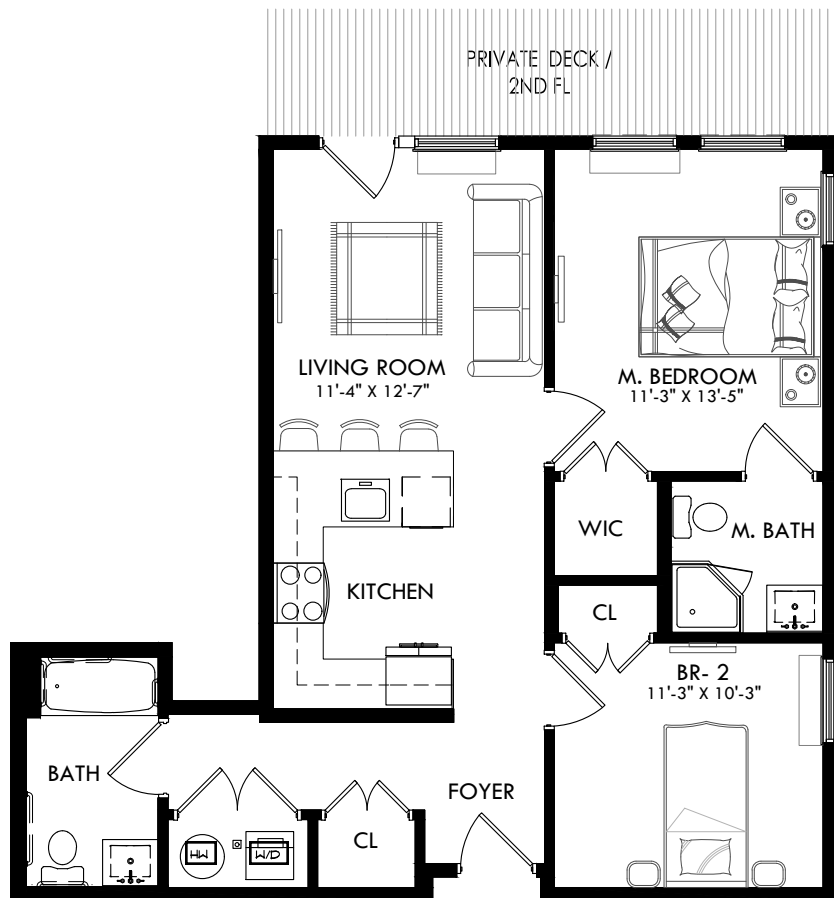 PRIVATE DECK /
2ND FL
LIVING ROOM
11'-4" X 12'-7"
M. BEDROOM
11'-3" X 13'-5"
WIC
M. BATH
KITCHEN
CL
BR- 2
11'-3" X 10'-3"
BATH
FOYER
HW
W/D
CL